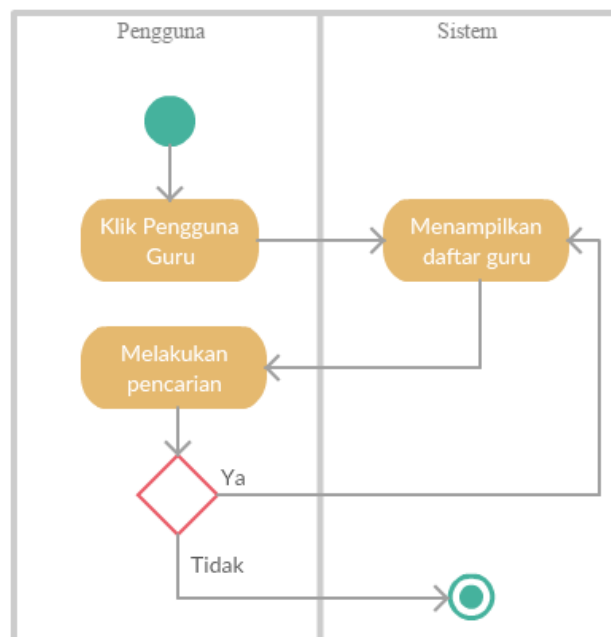 Pengguna
Sistem
Klik Pengguna
Guru
Menampilkan
daftar guru
Melakukan
pencarian
Ya
Tidak